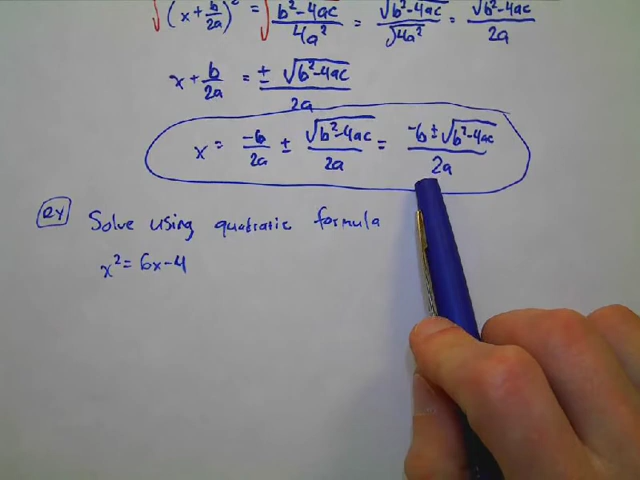 √(x + b/2a)² = √(b²-4ac)/4a² = √(b²-4ac)/√4a² = √(b²-4ac)/2a
x + b/2a = ± √(b²-4ac)/2a
x = -b/2a ± √(b²-4ac)/2a = (-b ± √(b²-4ac))/2a
Ex Solve using quadratic formula
x² = 6x-4